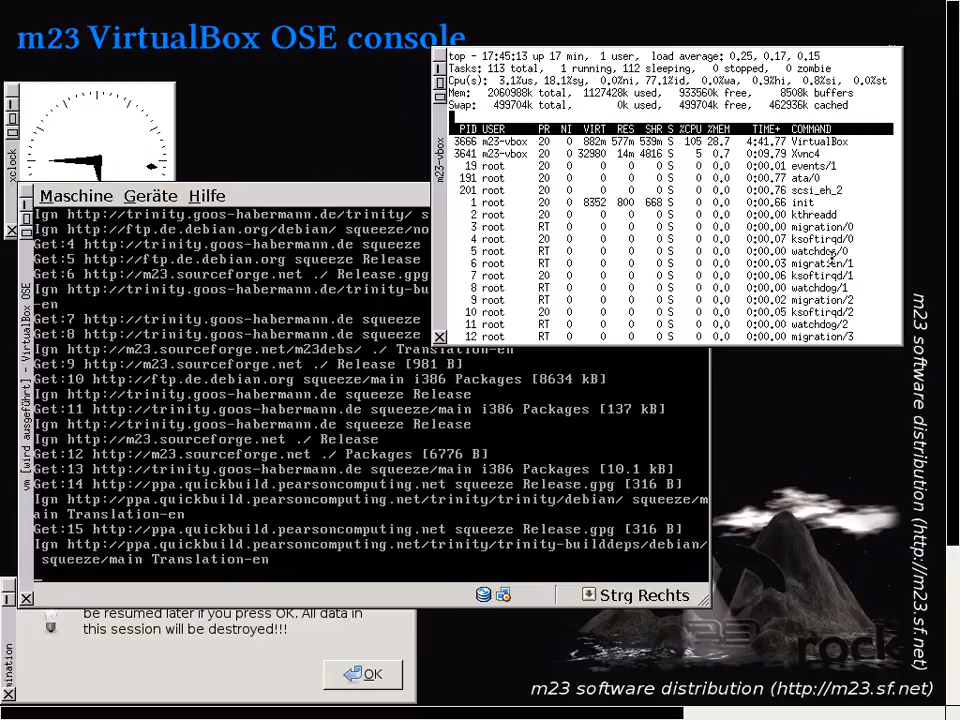 m23 VirtualBox OSE console
xclock
m23-vbox
top - 17:45:13 up 17 min,  1 user,  load average: 0.25, 0.17, 0.15
Tasks: 113 total,   1 running, 112 sleeping,   0 stopped,   0 zombie
Cpu(s):  3.1%us, 18.1%sy,  0.0%ni, 77.1%id,  0.0%wa,  0.9%hi,  0.8%si,  0.0%st
Mem:   2060988k total,  1127428k used,   933560k free,     8508k buffers
Swap:   499704k total,        0k used,   499704k free,   462936k cached
PID USER      PR  NI  VIRT  RES  SHR S %CPU %MEM    TIME+  COMMAND
3666 m23-vbox  20   0  882m 577m 539m S  105 28.7   4:41.77 VirtualBox
3641 m23-vbox  20   0 32980  14m 4816 S    5  0.7   0:09.79 Xvnc4
19 root      20   0     0    0    0 S    0  0.0   0:00.01 events/1
191 root      20   0     0    0    0 S    0  0.0   0:00.77 ata/0
201 root      20   0     0    0    0 S    0  0.0   0:00.76 scsi_eh_2
1 root      20   0  8352  800  668 S    0  0.0   0:00.66 init
2 root      20   0     0    0    0 S    0  0.0   0:00.00 kthreadd
3 root      RT   0     0    0    0 S    0  0.0   0:00.00 migration/0
4 root      20   0     0    0    0 S    0  0.0   0:00.07 ksoftirqd/0
5 root      RT   0     0    0    0 S    0  0.0   0:00.00 watchdog/0
6 root      RT   0     0    0    0 S    0  0.0   0:00.03 migration/1
7 root      20   0     0    0    0 S    0  0.0   0:00.06 ksoftirqd/1
8 root      RT   0     0    0    0 S    0  0.0   0:00.00 watchdog/1
9 root      RT   0     0    0    0 S    0  0.0   0:00.02 migration/2
10 root      20   0     0    0    0 S    0  0.0   0:00.05 ksoftirqd/2
11 root      RT   0     0    0    0 S    0  0.0   0:00.00 watchdog/2
12 root      RT   0     0    0    0 S    0  0.0   0:00.00 migration/3
vm [wird ausgeführt] - VirtualBox OSE
Maschine Geräte Hilfe
Ign http://trinity.goos-habermann.de/trinity/ s
Ign http://ftp.de.debian.org/debian/ squeeze/no
Get:4 http://trinity.goos-habermann.de squeeze
Get:5 http://ftp.de.debian.org squeeze Release
Get:6 http://m23.sourceforge.net ./ Release.gpg
Ign http://trinity.goos-habermann.de/trinity-bu
-en
Get:7 http://trinity.goos-habermann.de squeeze
Get:8 http://trinity.goos-habermann.de squeeze
Ign http://m23.sourceforge.net/m23debs/ ./ Translation-en
Get:9 http://m23.sourceforge.net ./ Release [981 B]
Get:10 http://ftp.de.debian.org squeeze/main i386 Packages [8634 kB]
Ign http://trinity.goos-habermann.de squeeze Release
Get:11 http://trinity.goos-habermann.de squeeze/main i386 Packages [137 kB]
Ign http://trinity.goos-habermann.de squeeze Release
Ign http://m23.sourceforge.net ./ Release
Get:12 http://m23.sourceforge.net ./ Packages [6776 B]
Get:13 http://trinity.goos-habermann.de squeeze/main i386 Packages [10.1 kB]
Get:14 http://ppa.quickbuild.pearsoncomputing.net squeeze Release.gpg [316 B]
Ign http://ppa.quickbuild.pearsoncomputing.net/trinity/trinity/debian/ squeeze/m
ain Translation-en
Get:15 http://ppa.quickbuild.pearsoncomputing.net squeeze Release.gpg [316 B]
Ign http://ppa.quickbuild.pearsoncomputing.net/trinity/trinity-builddeps/debian/
squeeze/main Translation-en
Strg Rechts
mination
be resumed later if you press OK. All data in
this session will be destroyed!!!
OK
m23
rock
m23 software distribution (http://m23.sf.net)
m23 software distribution (http://m23.sf.net)